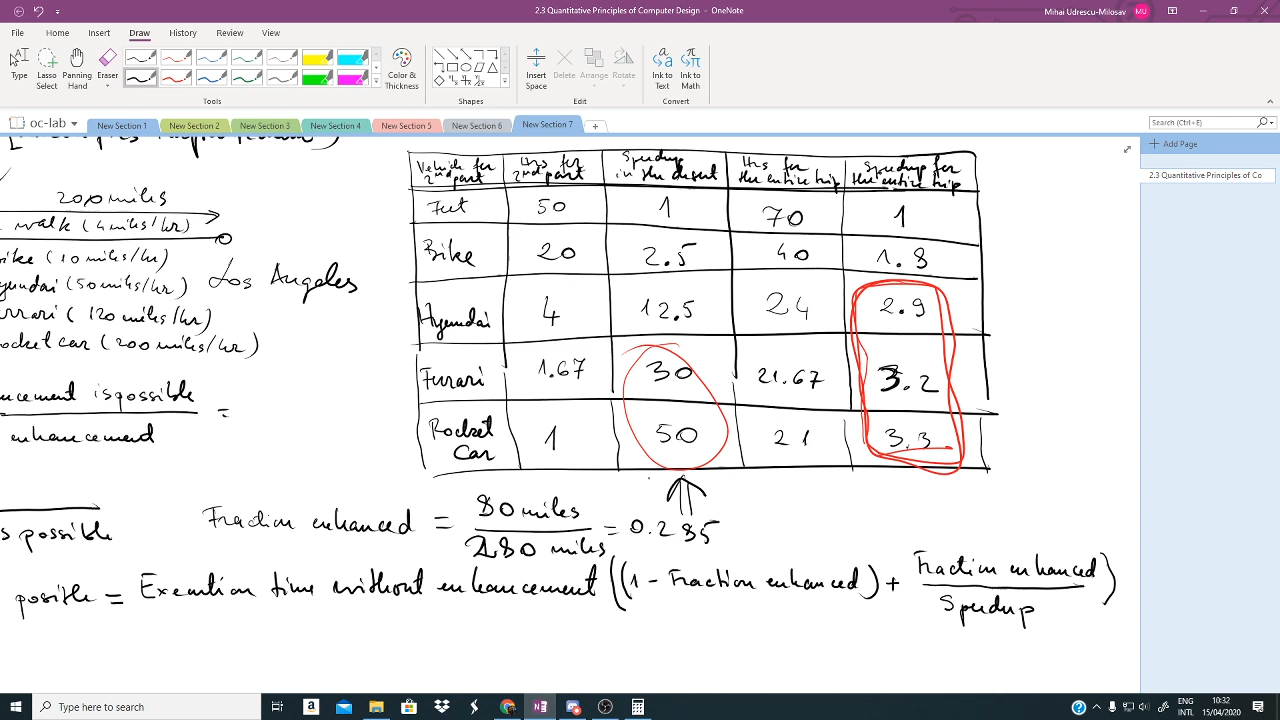 2.3 Quantitative Principles of Computer Design - OneNote
Mihai Udrescu-Milosav MU
File Home Insert Draw History Review View
Type Lasso Select Panning Hand Eraser Color & Thickness Insert Space Delete Arrange Rotate Ink to Text Ink to Math
Tools Shapes Edit Convert
oc-lab New Section 1 New Section 2 New Section 3 New Section 4 New Section 5 New Section 6 New Section 7 Search (Ctrl+E)
Add Page
2.3 Quantitative Principles of Co
200 miles
walk (4 miles/hr)
ike (10 miles/hr)
yundai (50 miles/hr) Los Angeles
rrari (120 miles/hr)
ocket car (200 miles/hr)
ncement is possible
enhancement =
Vehicle for 2nd part Hrs for 2nd part Speedup in the desert Hrs for the entire trip Speedup for the entire trip
Feet 50 1 70 1
Bike 20 2.5 40 1.8
Hyundai 4 12.5 24 2.9
Ferrari 1.67 30 21.67 3.2
Rocket Car 1 50 21 3.3
s possible
Fraction enhanced = 80 miles / 280 miles = 0.285
posible = Execution time without enhancement ((1 - Fraction enhanced) + Fraction enhanced / Speedup)
Type here to search
ENG INTL 10:32 15/04/2020